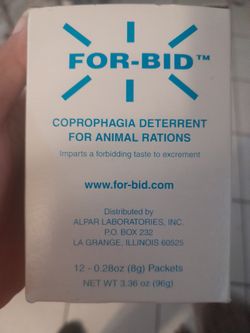 FOR-BID™
COPROPHAGIA DETERRENT
FOR ANIMAL RATIONS
Imparts a forbidding taste to excrement
www.for-bid.com
Distributed by
ALPAR LABORATORIES, INC.
P.O. BOX 232
LA GRANGE, ILLINOIS 60525
12 - 0.28oz (8g) Packets
NET WT 3.36 oz (96g)